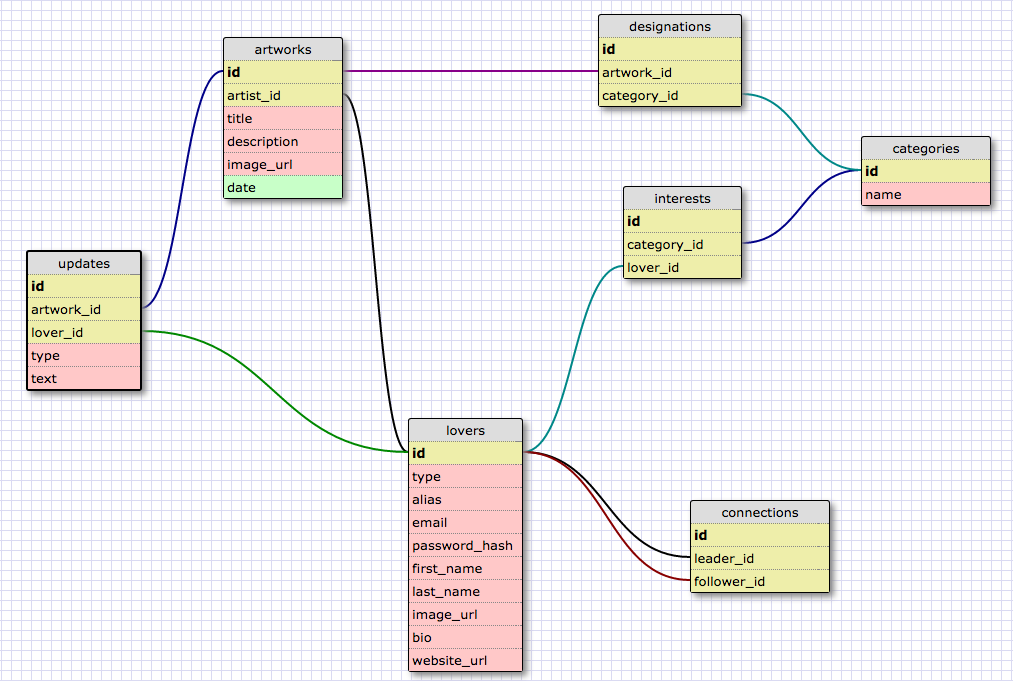 artworks
id
artist_id
title
description
image_url
date
designations
id
artwork_id
category_id
categories
id
name
interests
id
category_id
lover_id
updates
id
artwork_id
lover_id
type
text
lovers
id
type
alias
email
password_hash
first_name
last_name
image_url
bio
website_url
connections
id
leader_id
follower_id